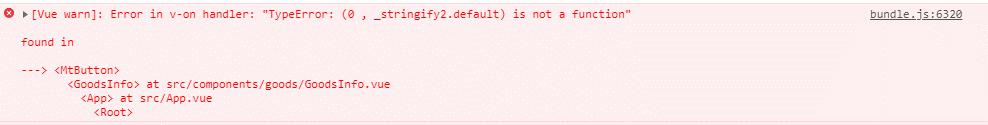 [Vue warn]: Error in v-on handler: "TypeError: (0 , _stringify2.default) is not a function" bundle.js:6320
found in
---> <MtButton>
<GoodsInfo> at src/components/goods/GoodsInfo.vue
<App> at src/App.vue
<Root>